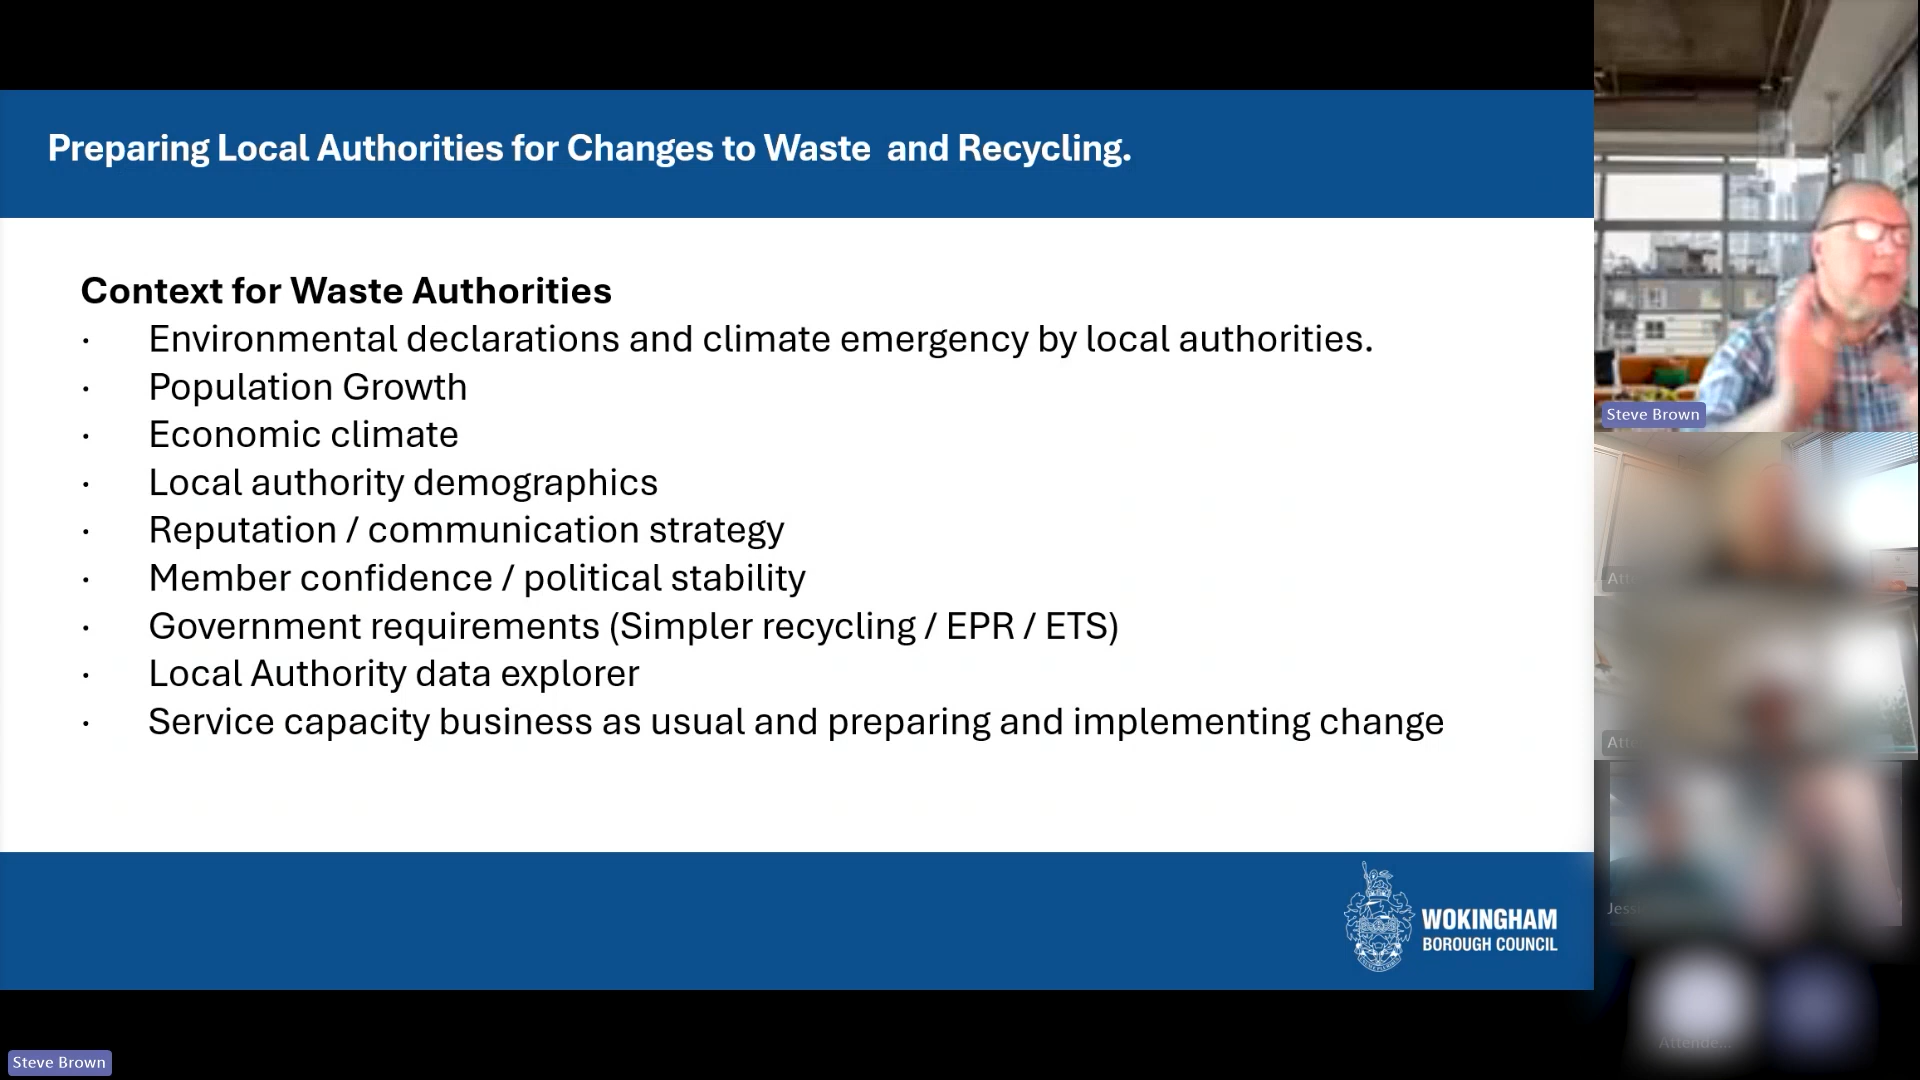 Preparing Local Authorities for Changes to Waste  and Recycling.
Context for Waste Authorities
· Environmental declarations and climate emergency by local authorities.
· Population Growth
· Economic climate
· Local authority demographics
· Reputation / communication strategy
· Member confidence / political stability
· Government requirements (Simpler recycling / EPR / ETS)
· Local Authority data explorer
· Service capacity business as usual and preparing and implementing change
WOKINGHAM
BOROUGH COUNCIL
Steve Brown
Steve Brown
Attende...